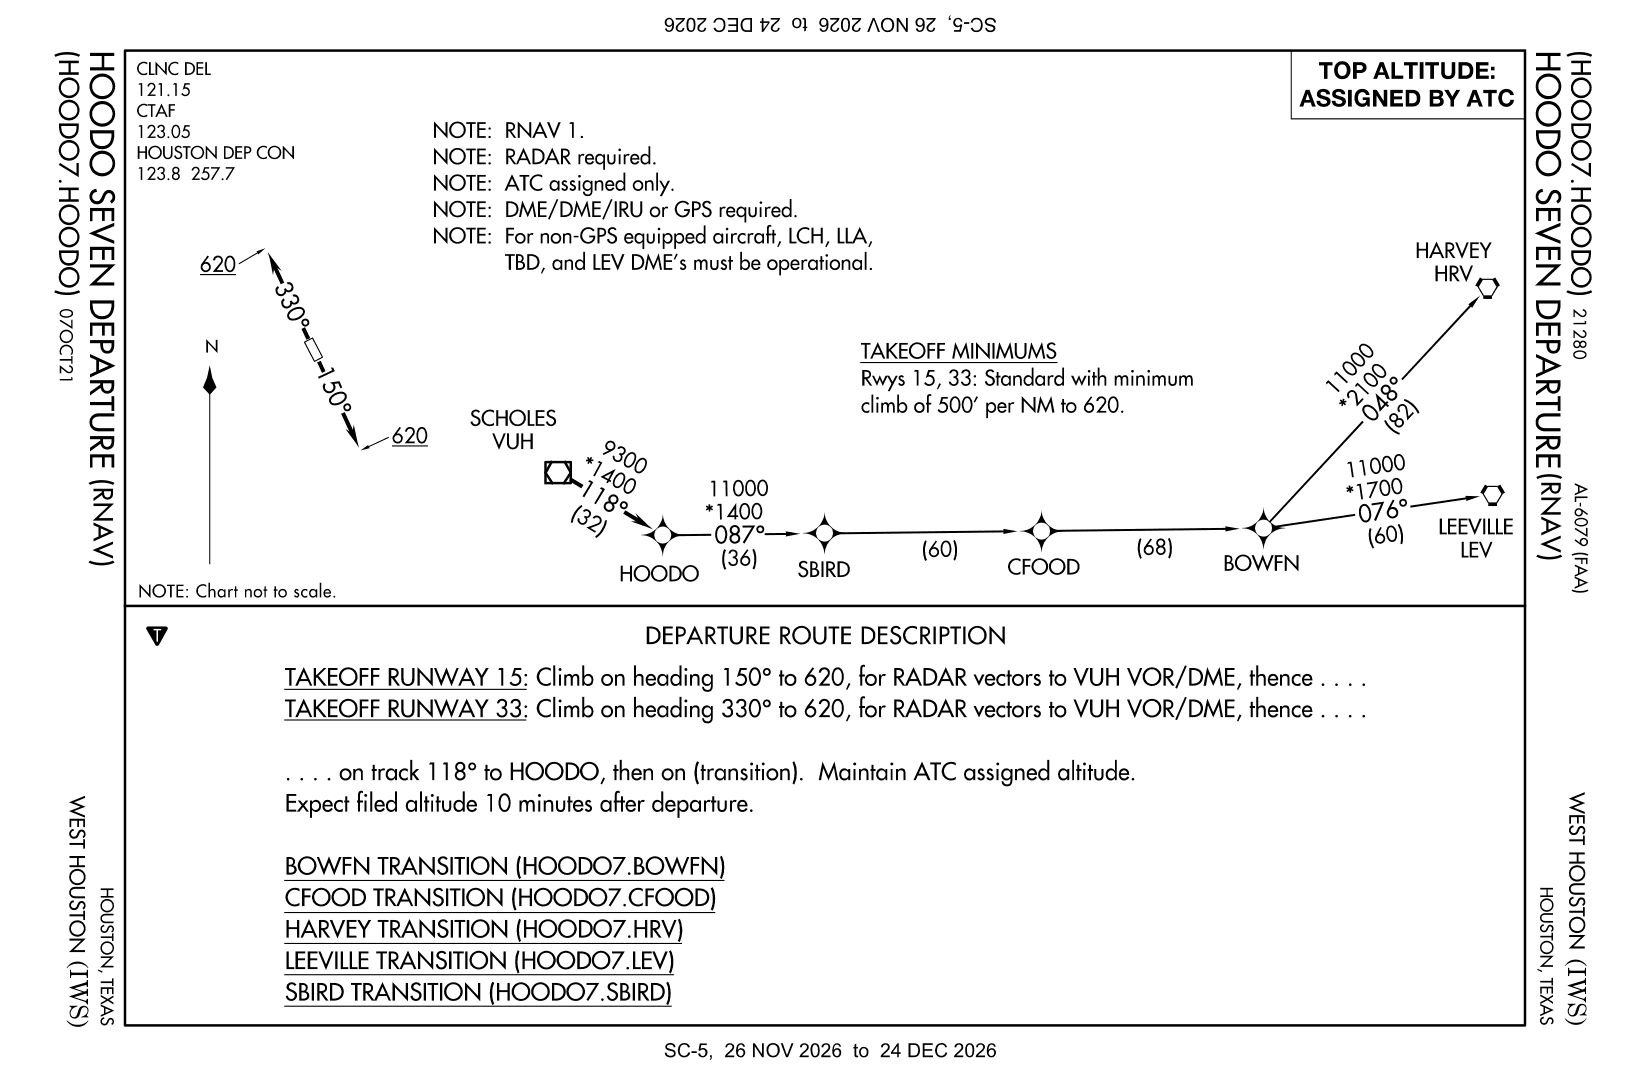 SC-5, 26 NOV 2026 to 24 DEC 2026
HOODO SEVEN DEPARTURE (RNAV)
(HOODO7.HOODO) 07OCT21
WEST HOUSTON (IWS)
HOUSTON, TEXAS
CLNC DEL
121.15
CTAF
123.05
HOUSTON DEP CON
123.8 257.7
TOP ALTITUDE:
ASSIGNED BY ATC
NOTE: RNAV 1.
NOTE: RADAR required.
NOTE: ATC assigned only.
NOTE: DME/DME/IRU or GPS required.
NOTE: For non-GPS equipped aircraft, LCH, LLA,
TBD, and LEV DME's must be operational.
620
330°
150°
620
N
NOTE: Chart not to scale.
TAKEOFF MINIMUMS
Rwys 15, 33: Standard with minimum
climb of 500' per NM to 620.
SCHOLES
VUH
9300
*1400
118°
(32)
HOODO
11000
*1400
087°
(36)
SBIRD
(60)
CFOOD
(68)
BOWFN
11000
*2100
048°
(82)
HARVEY
HRV
11000
*1700
076°
(60)
LEEVILLE
LEV
T
DEPARTURE ROUTE DESCRIPTION
TAKEOFF RUNWAY 15: Climb on heading 150° to 620, for RADAR vectors to VUH VOR/DME, thence . . . .
TAKEOFF RUNWAY 33: Climb on heading 330° to 620, for RADAR vectors to VUH VOR/DME, thence . . . .
. . . . on track 118° to HOODO, then on (transition). Maintain ATC assigned altitude.
Expect filed altitude 10 minutes after departure.
BOWFN TRANSITION (HOODO7.BOWFN)
CFOOD TRANSITION (HOODO7.CFOOD)
HARVEY TRANSITION (HOODO7.HRV)
LEEVILLE TRANSITION (HOODO7.LEV)
SBIRD TRANSITION (HOODO7.SBIRD)
(HOODO7.HOODO) 21280
HOODO SEVEN DEPARTURE (RNAV)
AL-6079 (FAA)
WEST HOUSTON (IWS)
HOUSTON, TEXAS
SC-5, 26 NOV 2026 to 24 DEC 2026